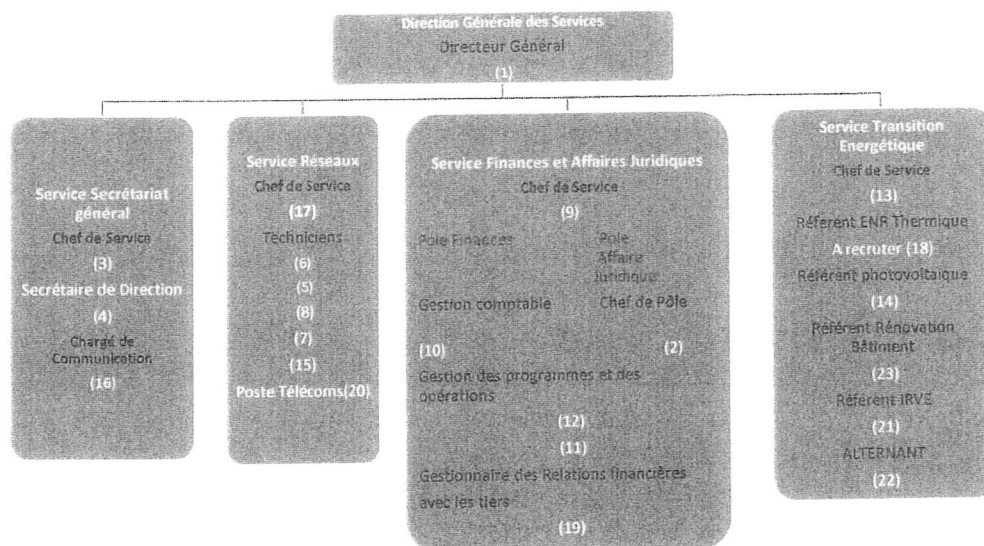 Direction Générale des Services
Directeur Général
(1)
Service Secrétariat
général
Chef de Service
(3)
Secrétaire de Direction
(4)
Chargé de
Communication
(16)
Service Réseaux
Chef de Service
(17)
Techniciens
(6)
(5)
(8)
(7)
(15)
Poste Télécoms(20)
Service Finances et Affaires Juridiques
Chef de Service
(9)
Pole Finances
Pole
Affaire
Juridique
Gestion comptable
Chef de Pôle
(10)
(2)
Gestion des programmes et des
opérations
(12)
(11)
Gestionnaire des Relations financières
avec les tiers
(19)
Service Transition
Energétique
Chef de Service
(13)
Référent ENR Thermique
A recruter (18)
Référent photovoltaïque
(14)
Référent Rénovation
Bâtiment
(23)
Référent IRVE
(21)
ALTERNANT
(22)